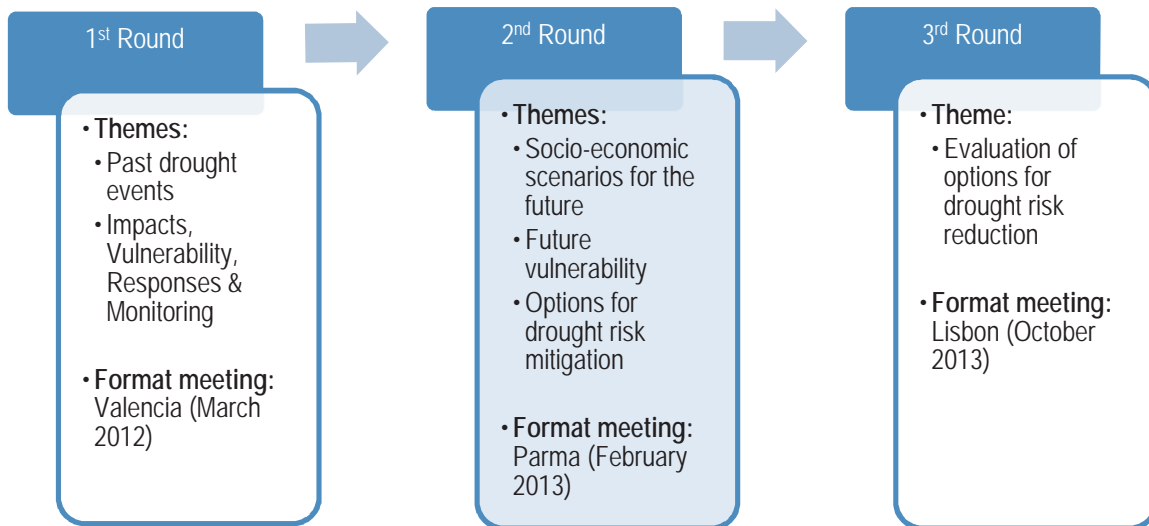 1st Round
• Themes:
• Past drought
events
• Impacts,
Vulnerability,
Responses &
Monitoring
• Format meeting:
Valencia (March
2012)
2nd Round
• Themes:
• Socio-economic
scenarios for the
future
• Future
vulnerability
• Options for
drought risk
mitigation
• Format meeting:
Parma (February
2013)
3rd Round
• Theme:
• Evaluation of
options for
drought risk
reduction
• Format meeting:
Lisbon (October
2013)